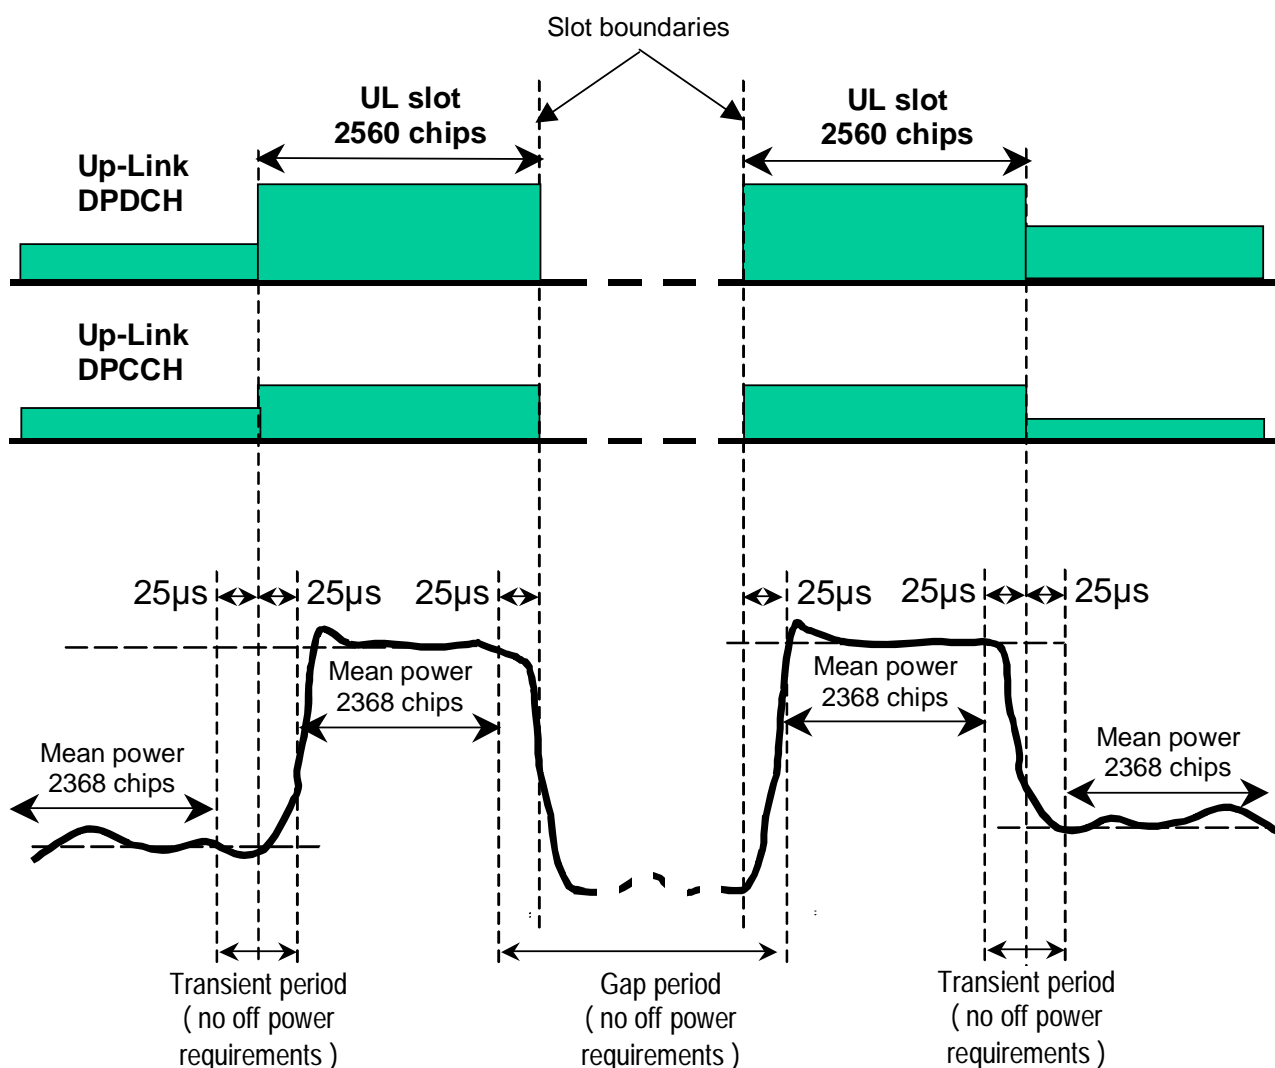 Slot boundaries
UL slot
2560 chips
UL slot
2560 chips
Up-Link
DPDCH
Up-Link
DPCCH
25µs
25µs
25µs
25µs
25µs
25µs
Mean power
2368 chips
Mean power
2368 chips
Mean power
2368 chips
Mean power
2368 chips
Transient period
( no off power
requirements )
Gap period
( no off power
requirements )
Transient period
( no off power
requirements )